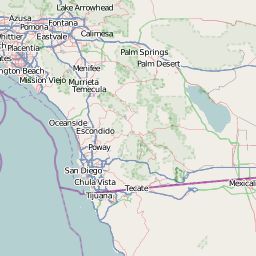 Lake Arrowhead
Azusa
Fontana
Pomona
Calimesa
Whittier
Eastvale
Placentia
Palm Springs
Palm Desert
Menifee
ngton Beach
Mission Viejo
Murrieta
Temecula
Oceanside
Escondido
Poway
San Diego
Chula Vista
Tecate
Mexicali
Tijuana